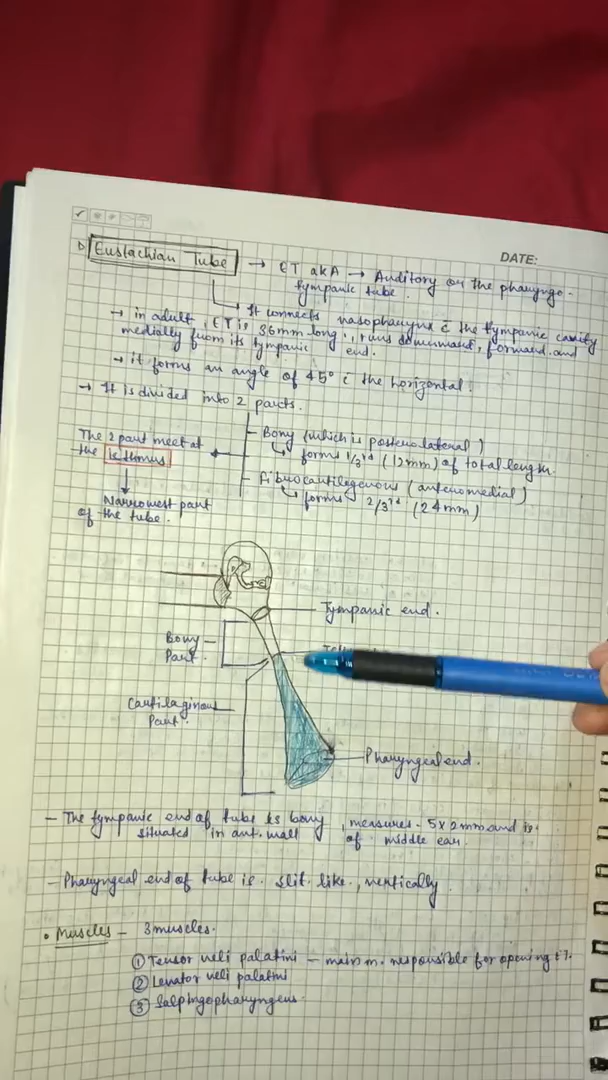 DATE:
Eustachian Tube → ET aKA → Auditory or the pharyngo-
tympanic tube.
→ It connects nasopharynx c̄ the tympanic cavity
→ in adult, ET is 36mm long, runs downward, forward and
medially from its tympanic end.
→ it forms an angle of 45° c̄ the horizontal.
→ It is divided into 2 parts.
Bony (which is posterolateral)
forms 1/3rd (12mm) of total length.
The 2 part meet at
the isthmus
Fibrocartilagenous (anteromedial)
forms 2/3rd (24mm)
Narrowest part
of the tube.
Tympanic end.
Bony
Part.
Cartilaginous
Part.
Pharyngeal end.
- The tympanic end of tube is bony, measures - 5x2mm and is
situated in ant. wall of middle ear.
- Pharyngeal end of tube is slit like, vertically
• Muscles - 3 muscles.
① Tensor veli palatini - main m. responsible for opening
② Levator veli palatini
③ Salpingopharyngeus.